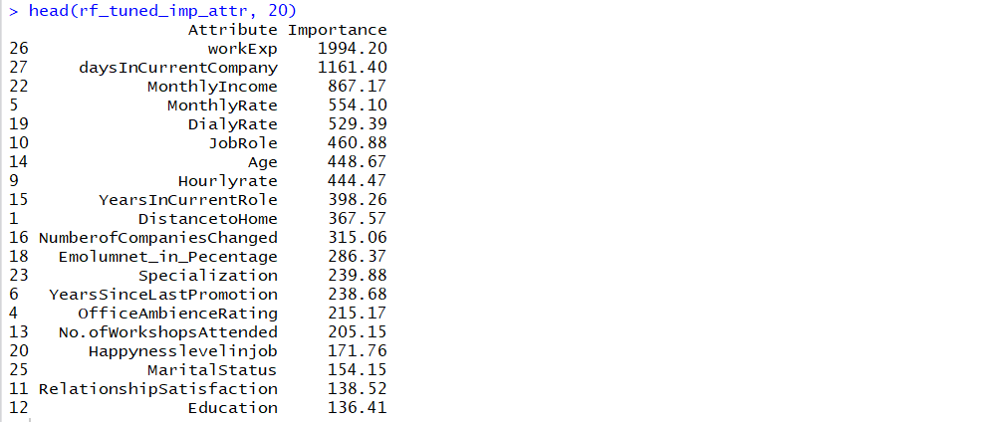 > head(rf_tuned_imp_attr, 20)
Attribute Importance
26 workExp 1994.20
27 daysInCurrentCompany 1161.40
22 MonthlyIncome 867.17
5 MonthlyRate 554.10
19 DialyRate 529.39
10 JobRole 460.88
14 Age 448.67
9 Hourlyrate 444.47
15 YearsInCurrentRole 398.26
1 DistancetoHome 367.57
16 NumberofCompaniesChanged 315.06
18 Emolumnet_in_Pecentage 286.37
23 Specialization 239.88
6 YearsSinceLastPromotion 238.68
4 OfficeAmbienceRating 215.17
13 No.ofWorkshopsAttended 205.15
20 Happynesslevelinjob 171.76
25 MaritalStatus 154.15
11 RelationshipSatisfaction 138.52
12 Education 136.41